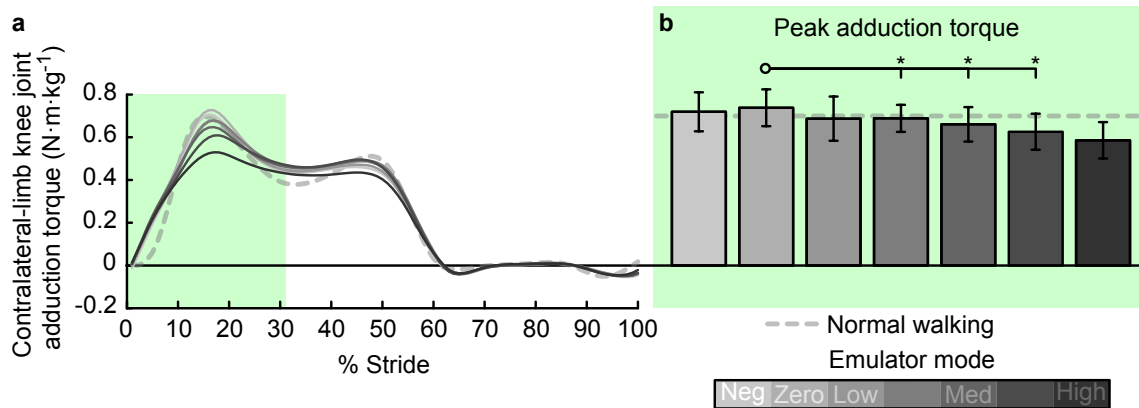 a
Contralateral-limb knee joint
adduction torque (N·m·kg-1)
0.8
0.6
0.4
0.2
0
-0.2
0 10 20 30 40 50 60 70 80 90 100
% Stride
b
Peak adduction torque
* * *
Normal walking
Emulator mode
Neg Zero Low Med High